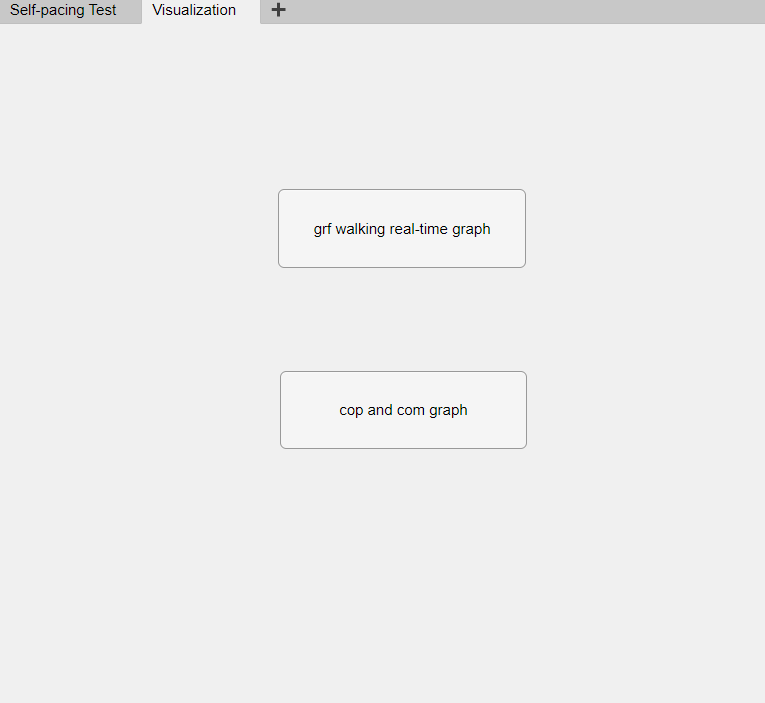 Self-pacing Test
Visualization
grf walking real-time graph
cop and com graph